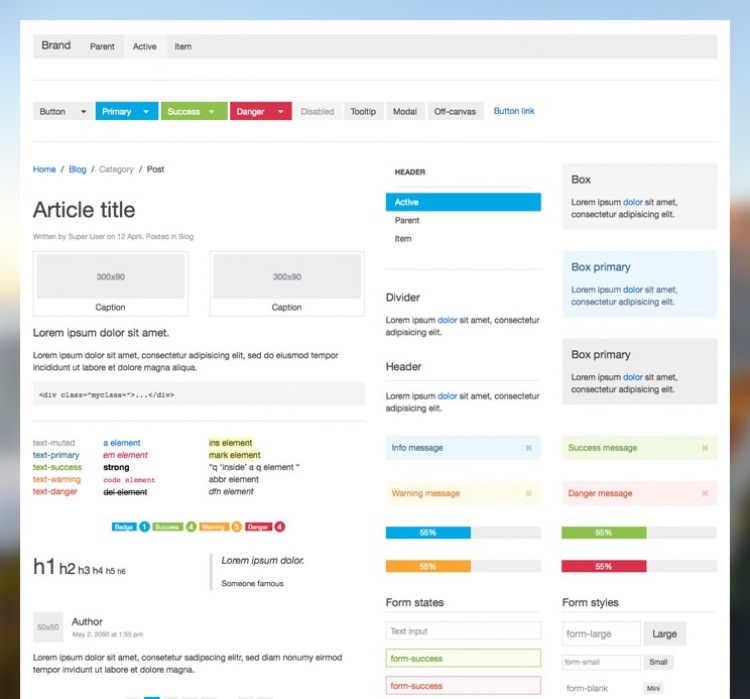 Brand Parent Active Item
Button Primary Success Danger Disabled Tooltip Modal Off-canvas Button link
Home / Blog / Category / Post
Article title
Written by Super User on 12 April. Posted in Blog
300x90 300x90
Caption Caption
Lorem ipsum dolor sit amet.
Lorem ipsum dolor sit amet, consectetur adipisicing elit, sed do eiusmod tempor
incididunt ut labore et dolore magna aliqua.
<div class="myclass">...</div>
text-muted a element ins element
text-primary em element mark element
text-success strong "q 'inside' a q element "
text-warning code element abbr element
text-danger del element dfn element
Badge 1 Success 4 Warning 3 Danger 4
h1 h2 h3 h4 h5 h6
Lorem ipsum dolor.
Someone famous
50x50
Author
May 2, 2090 at 1:55 pm
Lorem ipsum dolor sit amet, consetetur sadipscing elitr, sed diam nonumy eirmod
tempor invidunt ut labore et dolore magna.
HEADER
Active
Parent
Item
Divider
Lorem ipsum dolor sit amet, consectetur
adipisicing elit.
Header
Lorem ipsum dolor sit amet, consectetur
adipisicing elit.
Box
Lorem ipsum dolor sit amet,
consectetur adipisicing elit.
Box primary
Lorem ipsum dolor sit amet,
consectetur adipisicing elit.
Box primary
Lorem ipsum dolor sit amet,
consectetur adipisicing elit.
Info message × Success message ×
Warning message × Danger message ×
55% 55%
55% 55%
Form states
Text input
form-success
form-success
Form styles
form-large Large
form-small Small
form-blank Mini